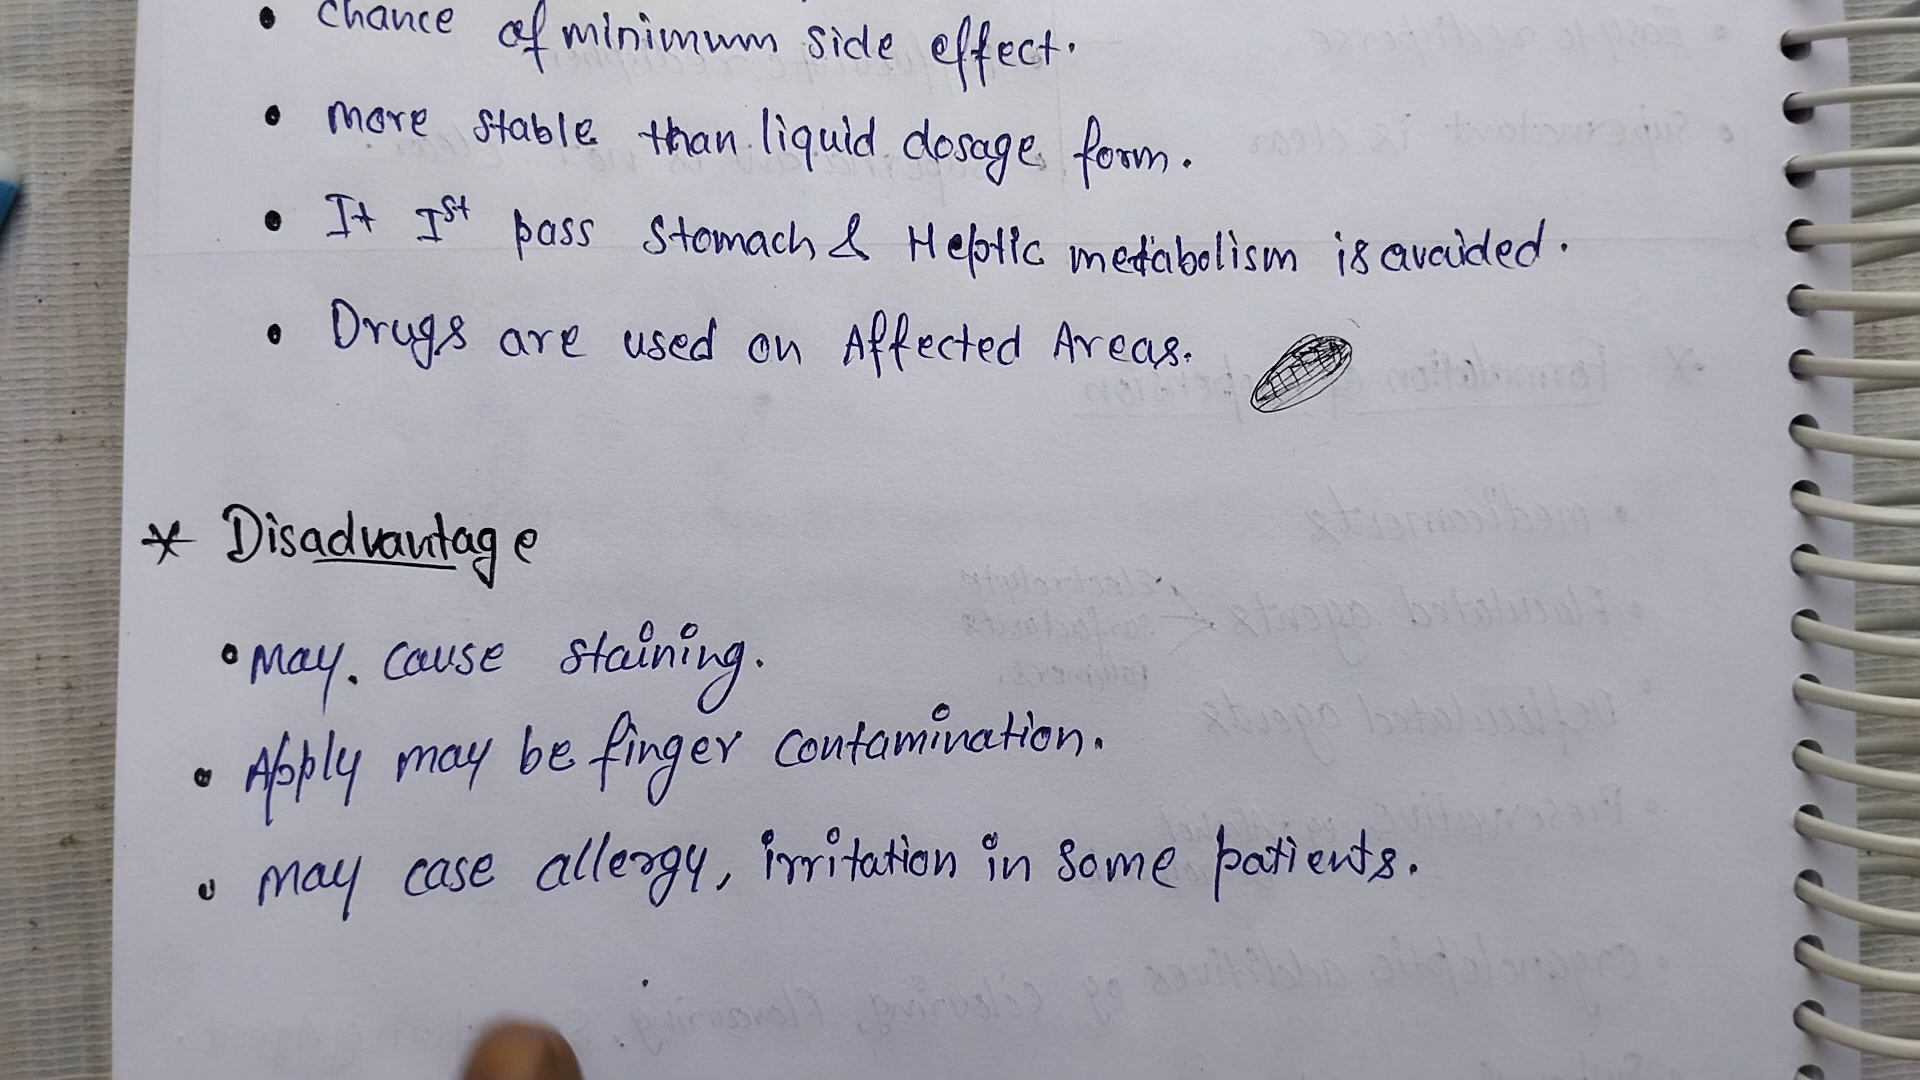 • Chance of minimum side effect.
• more stable than liquid dosage form.
• It Ist pass stomach & Heptic metabolism is avaided.
• Drugs are used on Affected Areas.
* Disadvantage
• may. cause staining.
• Apply may be finger contamination.
• may case allergy, irritation in some patients.